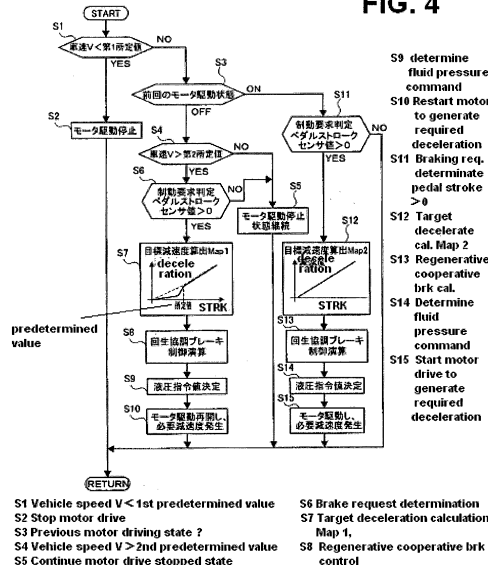 FIG. 4
START
S1
車速V<第1所定値
NO
YES
S3
前回のモータ駆動状態
ON
OFF
S2
モータ駆動停止
S4
車速V>第2所定値
NO
YES
S11
制動要求判定
ペダルストローク
センサ値>0
NO
YES
S6
制動要求判定
ペダルストローク
センサ値>0
NO
YES
S5
モータ駆動停止
状態継続
S7
目標減速度算出Map1
decele
ration
所定値
STRK
predetermined
value
S12
目標減速度算出Map2
decele
ration
STRK
S8
回生協調ブレーキ
制御演算
S13
回生協調ブレーキ
制御演算
S9
液圧指令値決定
S14
液圧指令値決定
S10
モータ駆動再開し、
必要減速度発生
S15
モータ駆動し、
必要減速度発生
RETURN
S9 determine
fluid pressure
command
S10 Restart motor
to generate
required
deceleration
S11 Braking req.
determinate
pedal stroke
>0
S12 Target
decelerate
cal. Map 2
S13 Regenerative
cooperative
brk cal.
S14 Determine
fluid
pressure
command
S15 Start motor
drive to
generate
required
deceleration
S1 Vehicle speed V<1st predetermined value
S2 Stop motor drive
S3 Previous motor driving state ?
S4 Vehicle speed V>2nd predetermined value
S5 Continue motor drive stopped state
S6 Brake request determination
S7 Target deceleration calculation
Map 1,
S8 Regenerative cooperative brk
control